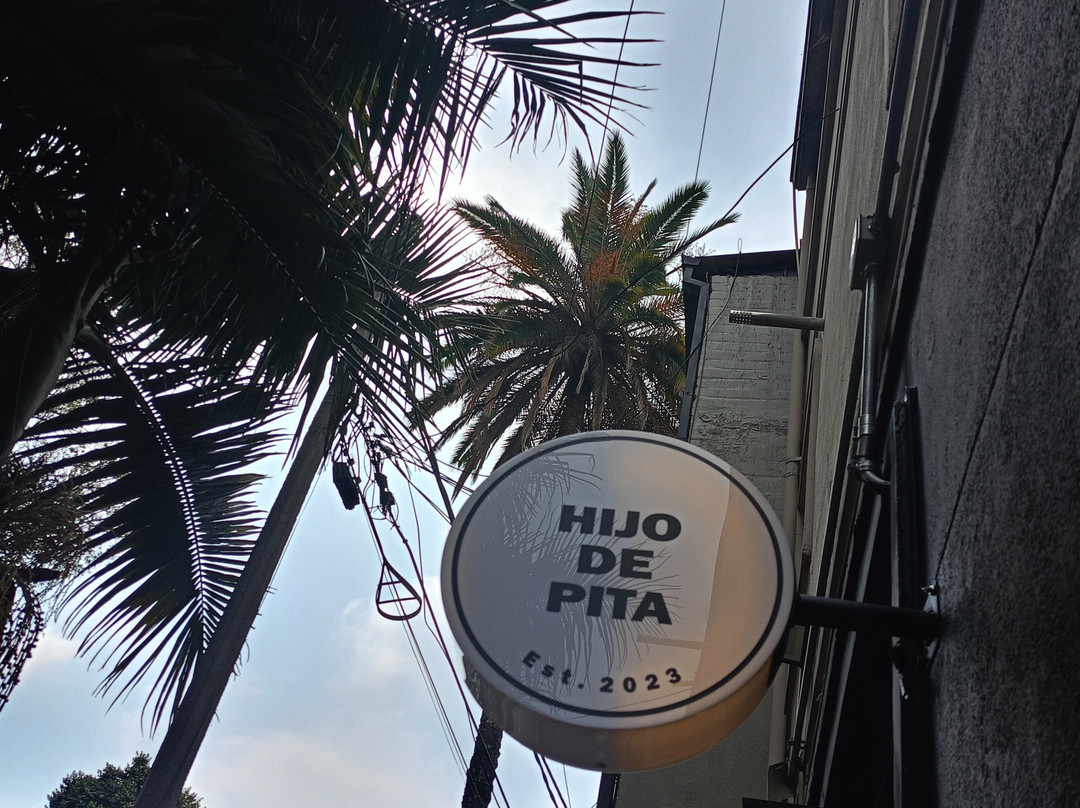 HIJO
DE
PITA
Est. 2023